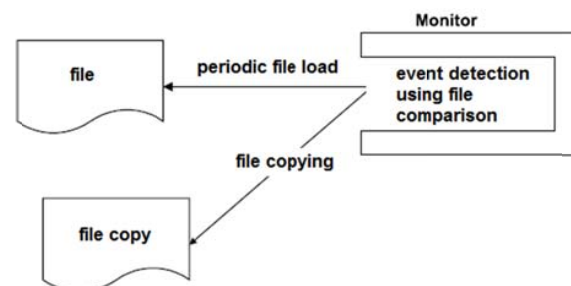 Monitor
file
periodic file load
event detection
using file
comparison
file copying
file copy